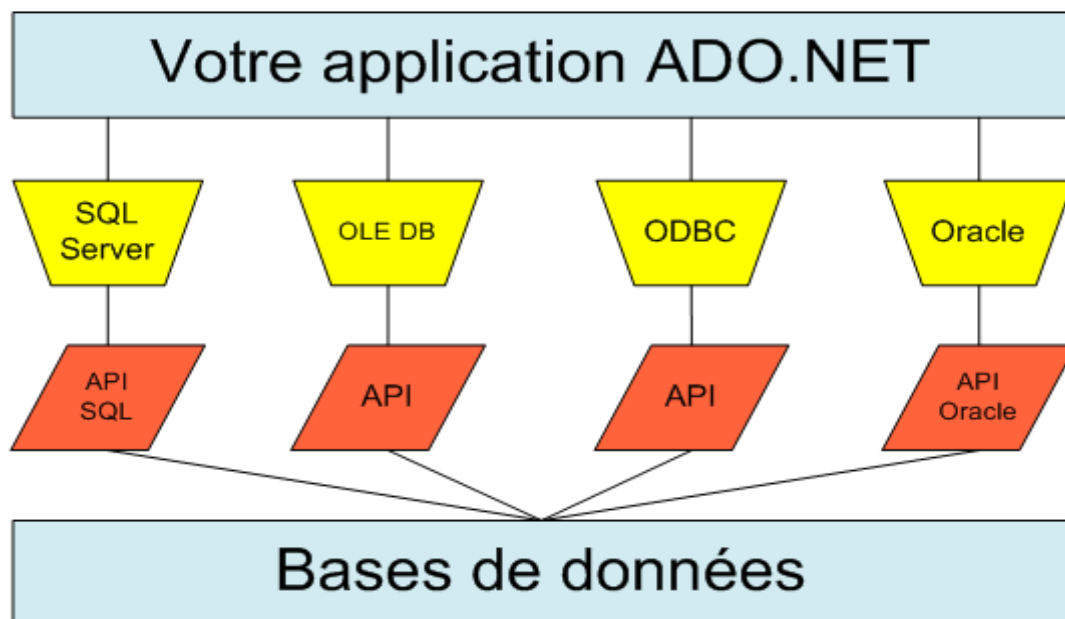 Votre application ADO.NET
SQL
Server
OLE DB
ODBC
Oracle
API
SQL
API
API
API
Oracle
Bases de données